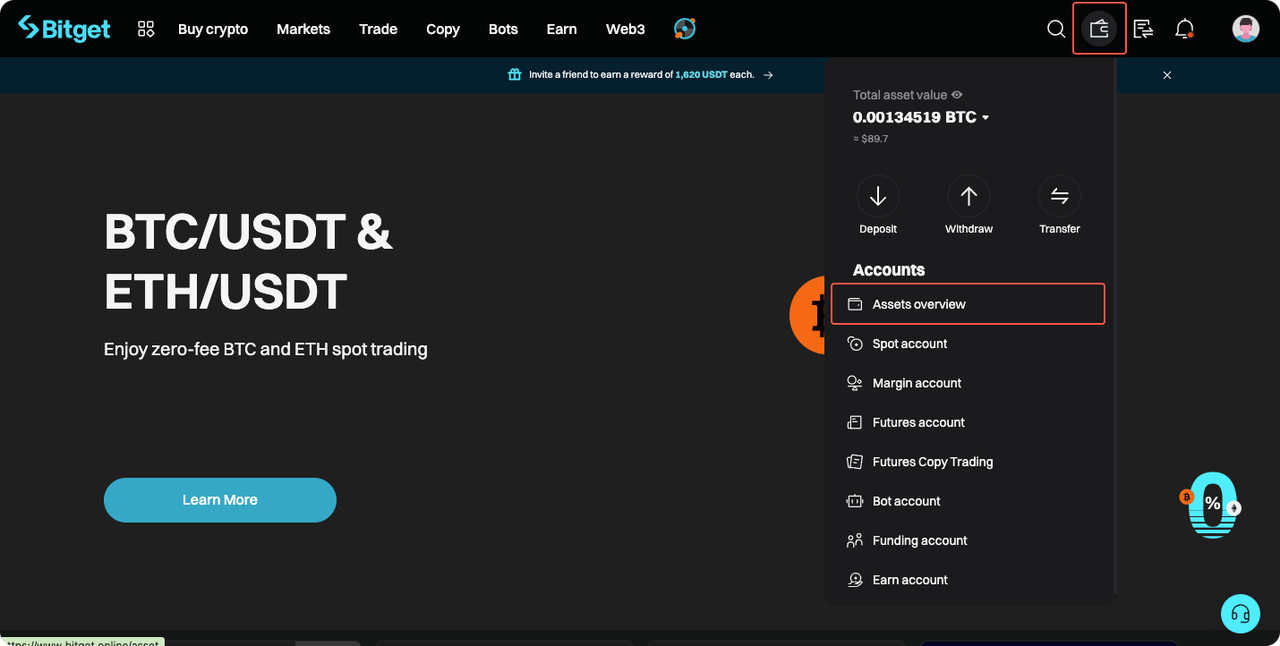 Bitget
Buy crypto
Markets
Trade
Copy
Bots
Earn
Web3
Invite a friend to earn a reward of 1,620 USDT each.
Total asset value
0.00134519 BTC
≈ $89.7
Deposit
Withdraw
Transfer
BTC/USDT &
ETH/USDT
Enjoy zero-fee BTC and ETH spot trading
Learn More
Accounts
Assets overview
Spot account
Margin account
Futures account
Futures Copy Trading
Bot account
Funding account
Earn account
0%
ttps://www.bitget.online/asset